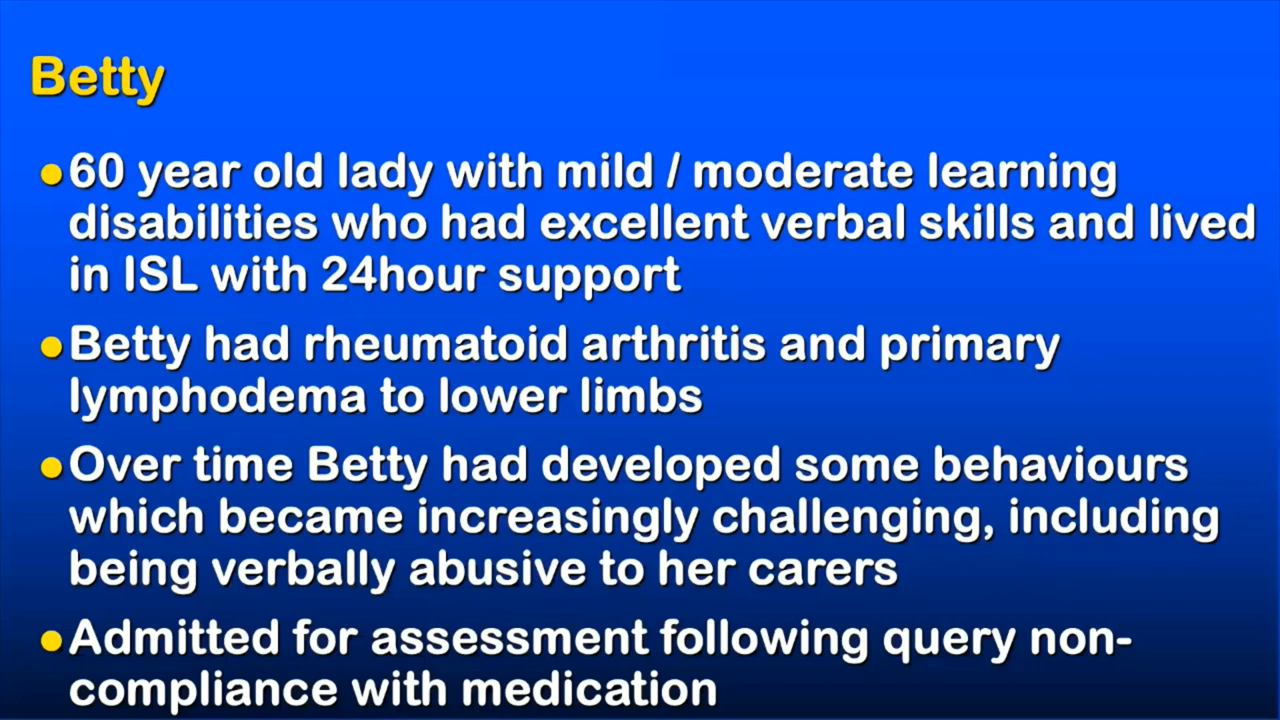 Betty
●60 year old lady with mild / moderate learning
disabilities who had excellent verbal skills and lived
in ISL with 24hour support
●Betty had rheumatoid arthritis and primary
lymphodema to lower limbs
●Over time Betty had developed some behaviours
which became increasingly challenging, including
being verbally abusive to her carers
●Admitted for assessment following query non-
compliance with medication